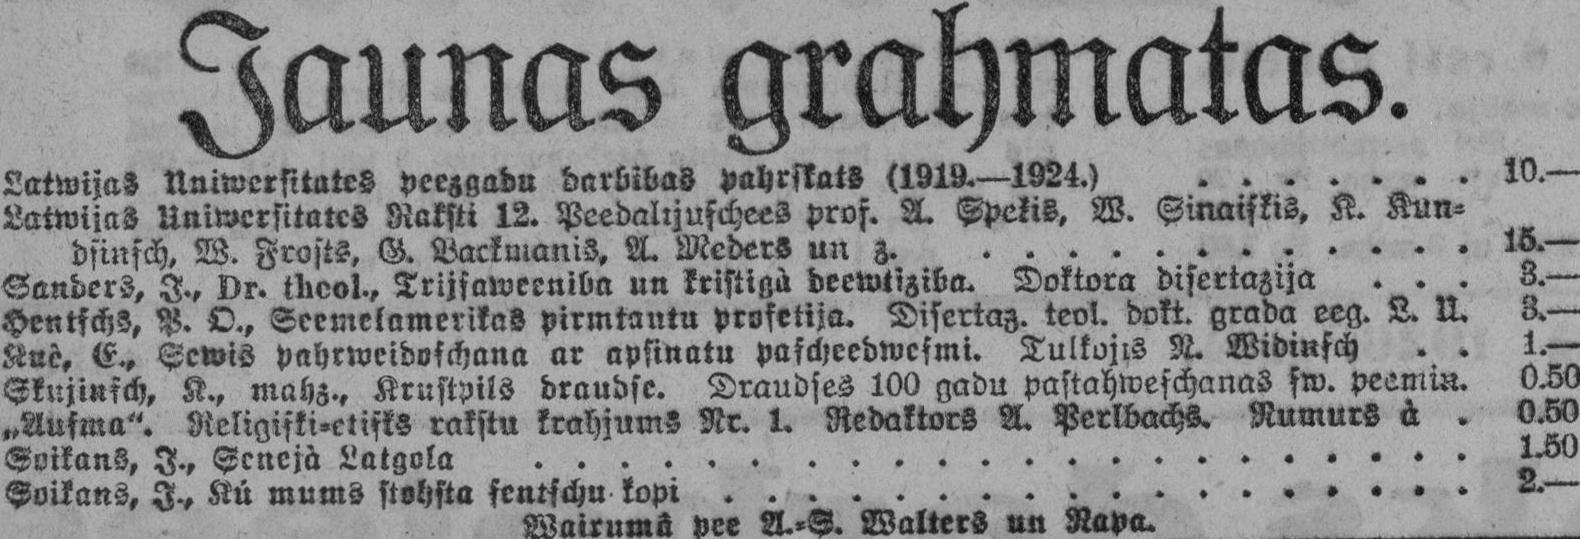 Jaunas grahmatas.
Latwijas Uniwersitates peezgadu darbibas pahrskats (1919.—1924.) . . . . . . . 10.—
Latwijas Uniwersitates Raksti 12. Peedalijuschees prof. A. Spekis, W. Sinaiskis, K. Kun-
dsinsch, W. Frosts, G. Backmanis, A. Meders un z. . . . . . . . . . . . . . 15.—
Sanders, J., Dr. theol., Trijsaweeniba un kristigà deewtiziba. Doktora disertazija . . . 3.—
Hentschs, P. O., Seemelamerikas pirmtautu profetija. Disertaz. teol. dokt. grada eeg. L. U. 3.—
Kuê, E., Sewis pahrweidoschana ar apsinatu pascheedwesmi. Tulkojis N. Widinsch . . 1.—
Skujinsch, K., mahz., Krustpils draudse. Draudses 100 gadu pastahweschanas sw. peemin. 0.50
„Ausma“. Religiski-etisks rakstu krahjums Nr. 1. Redaktors A. Perlbachs. Numurs à . 0.50
Soikans, J., Senejà Latgola . . . . . . . . . . . . . . . . . . . . . . 1.50
Soikans, J., Kú mums stohsta sentschu kopi . . . . . . . . . . . . . . . . . 2.—
Wairumâ pee A.-S. Walters un Rapa.